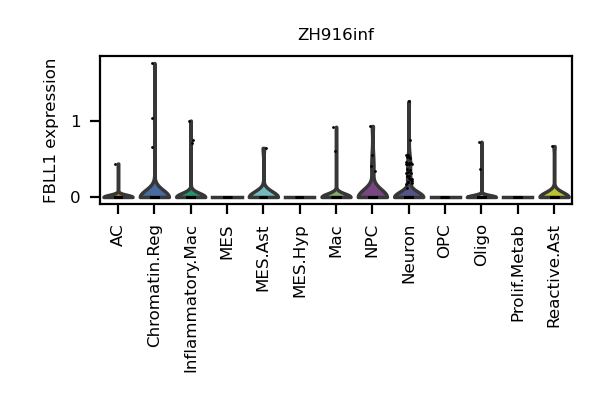 ZH916inf
FBLL1 expression
1
0
AC
Chromatin.Reg
Inflammatory.Mac
MES
MES.Ast
MES.Hyp
Mac
NPC
Neuron
OPC
Oligo
Prolif.Metab
Reactive.Ast